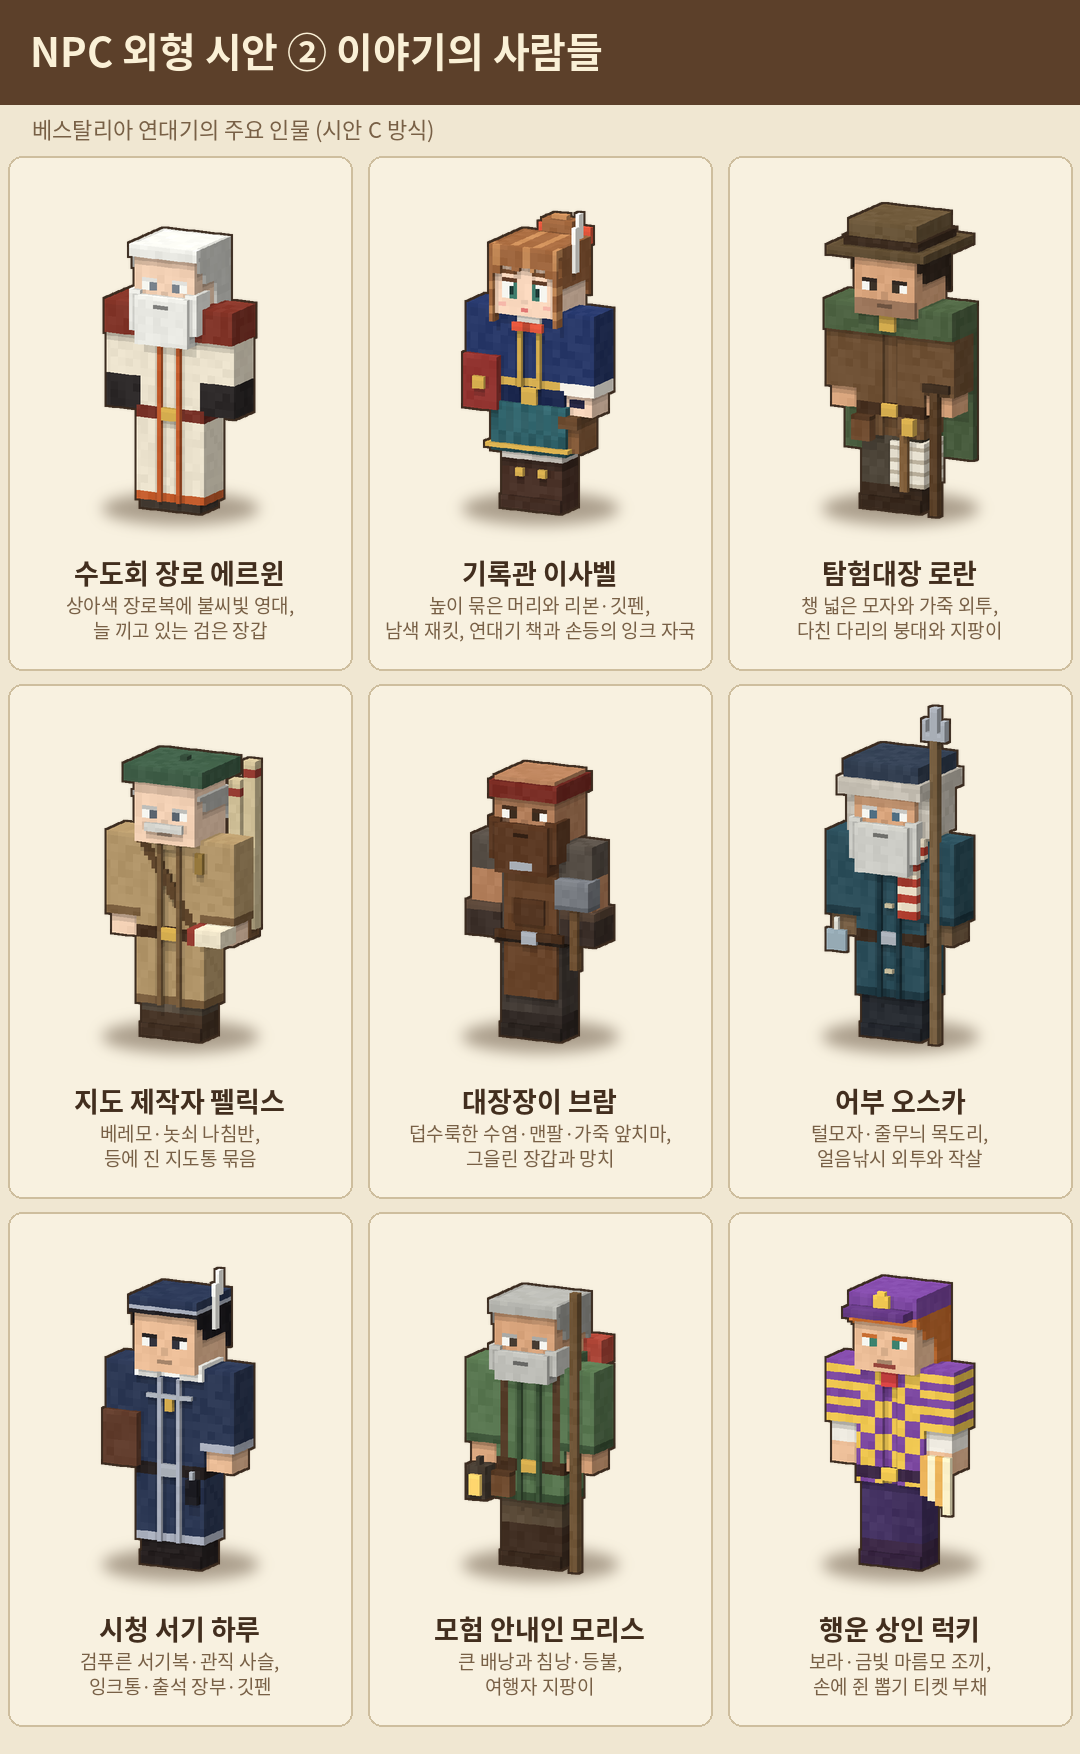 NPC 외형 시안 ② 이야기의 사람들
베스탈리아 연대기의 주요 인물 (시안 C 방식)
수도회 장로 에르윈
상아색 장로복에 불씨빛 영대,
늘 끼고 있는 검은 장갑
기록관 이사벨
높이 묶은 머리와 리본·깃펜,
남색 재킷, 연대기 책과 손등의 잉크 자국
탐험대장 로란
챙 넓은 모자와 가죽 외투,
다친 다리의 붕대와 지팡이
지도 제작자 펠릭스
베레모·놋쇠 나침반,
등에 진 지도통 묶음
대장장이 브람
덥수룩한 수염·맨팔·가죽 앞치마,
그을린 장갑과 망치
어부 오스카
털모자·줄무늬 목도리,
얼음낚시 외투와 작살
시청 서기 하루
검푸른 서기복·관직 사슬,
잉크통·출석 장부·깃펜
모험 안내인 모리스
큰 배낭과 침낭·등불,
여행자 지팡이
행운 상인 럭키
보라·금빛 마름모 조끼,
손에 쥔 뽑기 티켓 부채